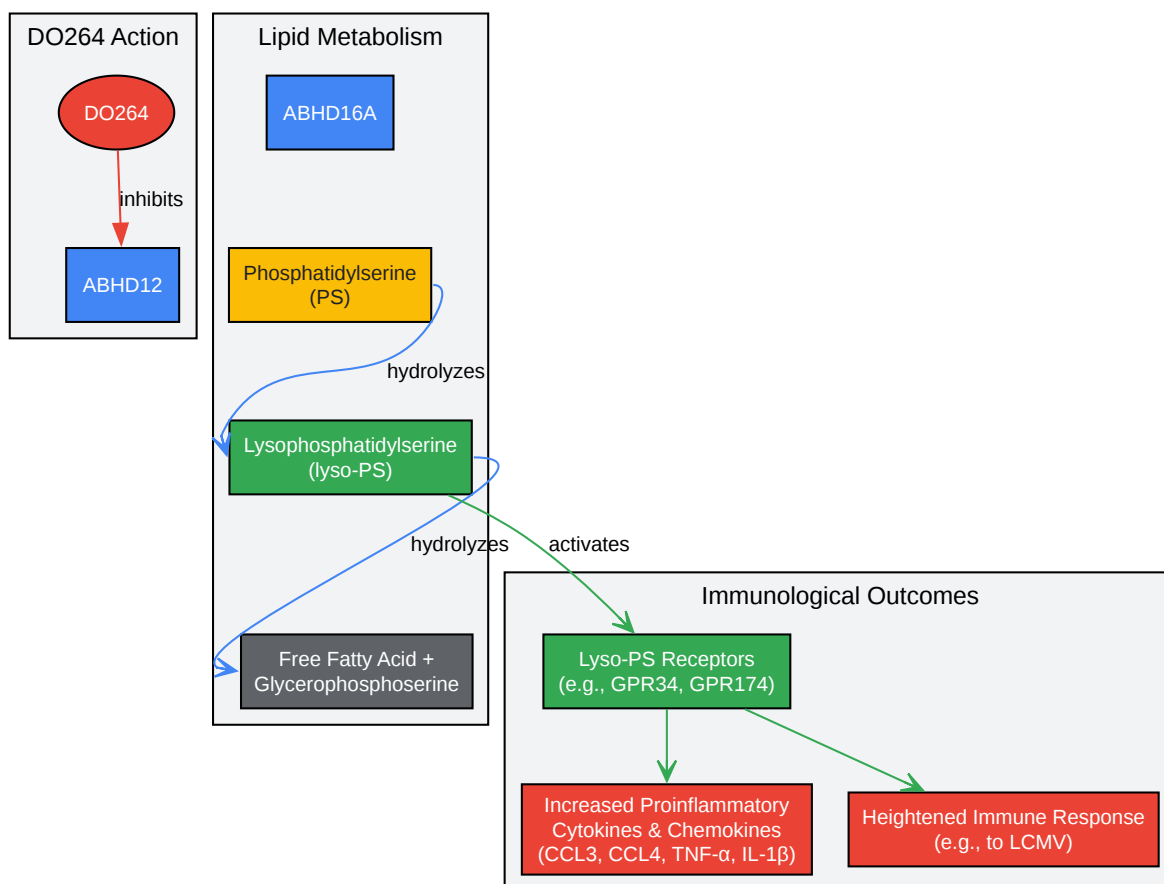 DO264 Action
DO264
inhibits
ABHD12
Lipid Metabolism
ABHD16A
Phosphatidylserine
(PS)
hydrolyzes
Lysophosphatidylserine
(lyso-PS)
hydrolyzes
activates
Free Fatty Acid +
Glycerophosphoserine
Immunological Outcomes
Lyso-PS Receptors
(e.g., GPR34, GPR174)
Increased Proinflammatory
Cytokines & Chemokines
(CCL3, CCL4, TNF-α, IL-1β)
Heightened Immune Response
(e.g., to LCMV)